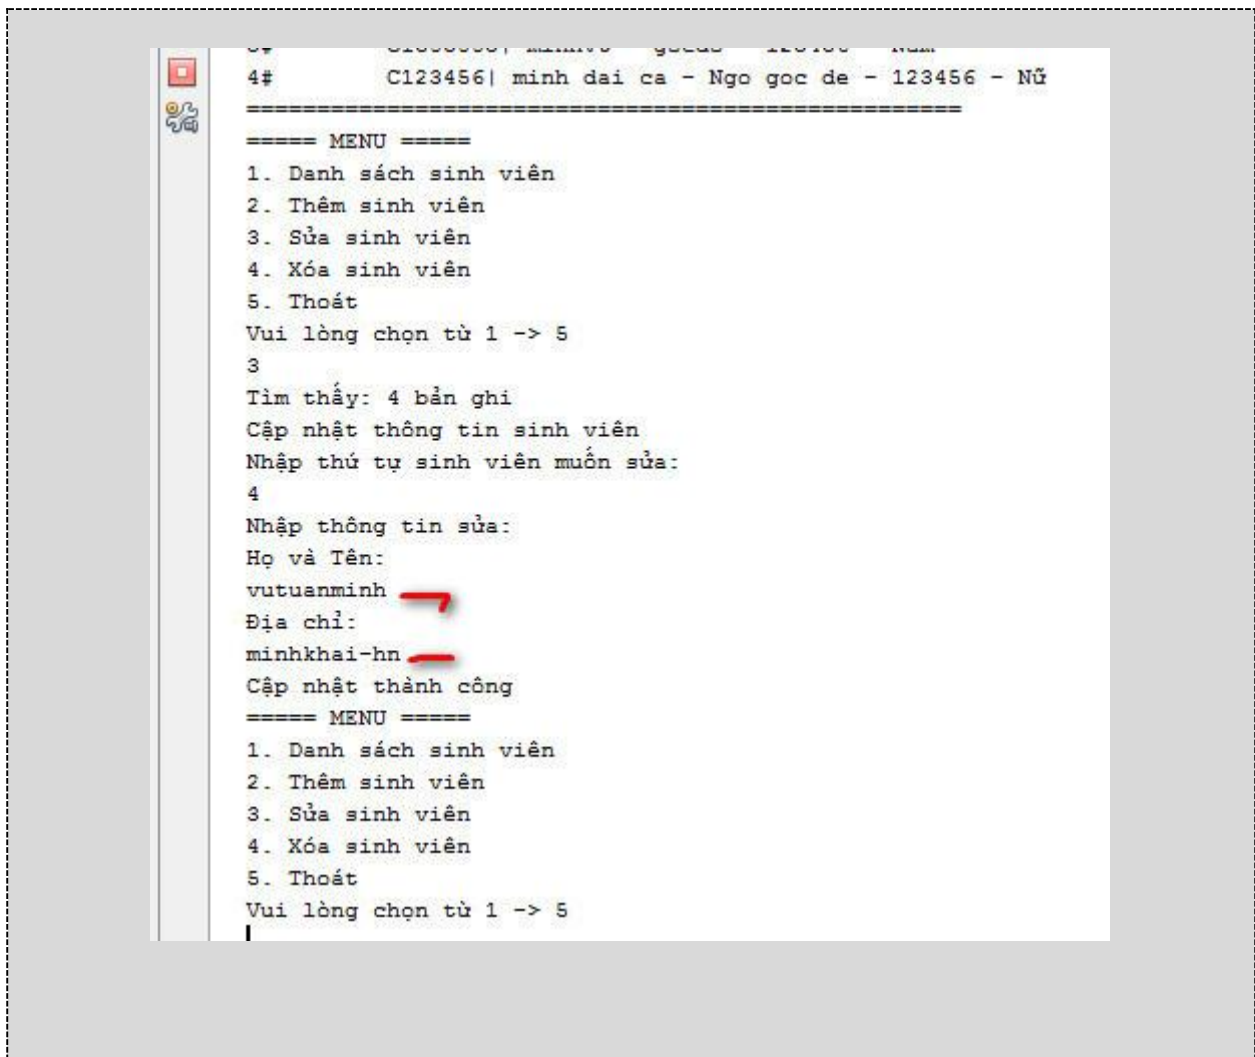 4# C123456| minh dai ca - Ngo goc de - 123456 - Nữ
===================================================
===== MENU =====
1. Danh sách sinh viên
2. Thêm sinh viên
3. Sửa sinh viên
4. Xóa sinh viên
5. Thoát
Vui lòng chọn từ 1 -> 5
3
Tìm thấy: 4 bản ghi
Cập nhật thông tin sinh viên
Nhập thứ tự sinh viên muốn sửa:
4
Nhập thông tin sửa:
Họ và Tên:
vutuanminh
Địa chỉ:
minhkhai-hn
Cập nhật thành công
===== MENU =====
1. Danh sách sinh viên
2. Thêm sinh viên
3. Sửa sinh viên
4. Xóa sinh viên
5. Thoát
Vui lòng chọn từ 1 -> 5